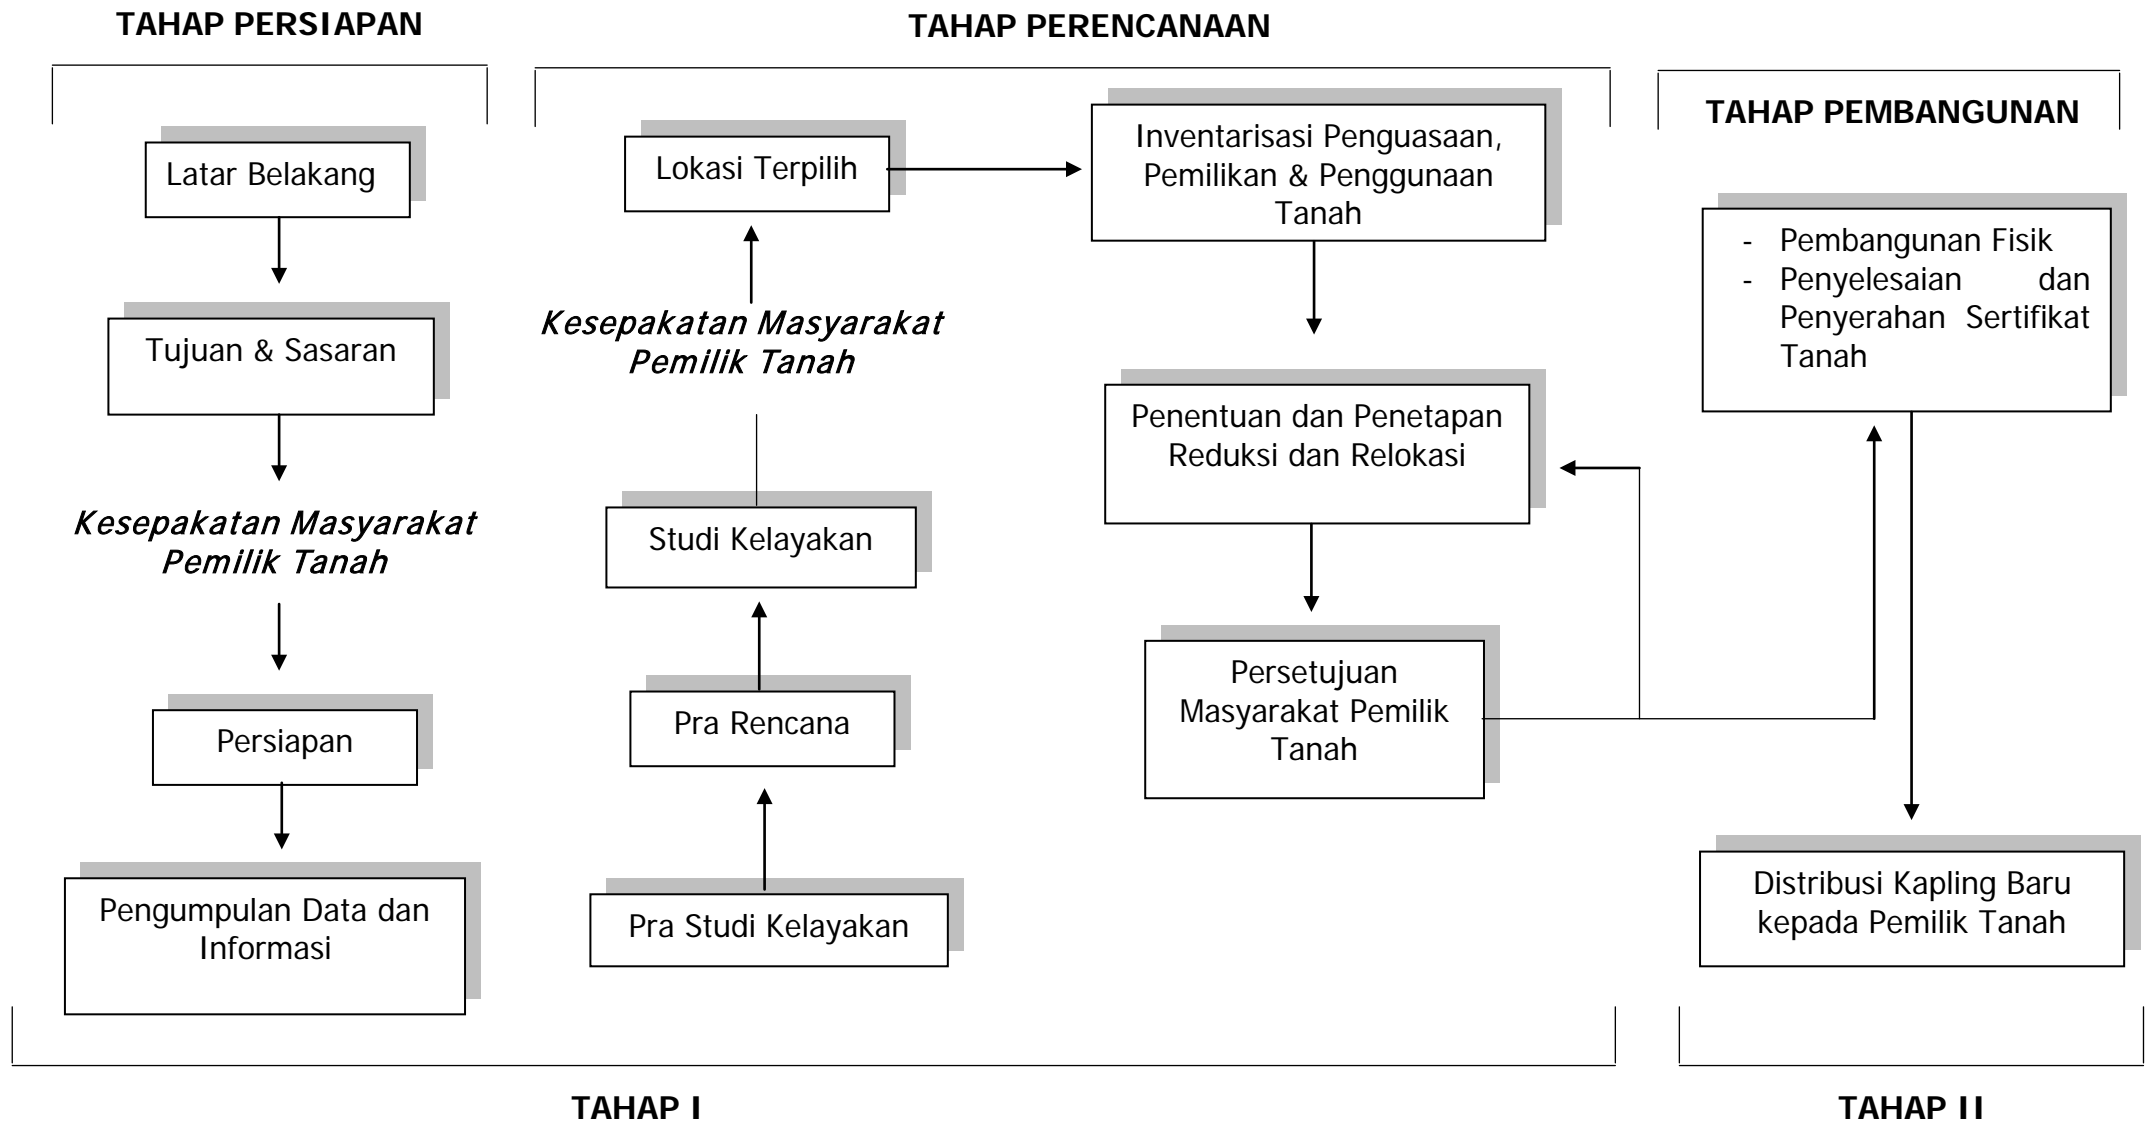 TAHAP PERSIAPAN
Latar Belakang
Tujuan & Sasaran
Kesepakatan Masyarakat
Pemilik Tanah
Persiapan
Pengumpulan Data dan
Informasi
TAHAP PERENCANAAN
Lokasi Terpilih
Kesepakatan Masyarakat
Pemilik Tanah
Studi Kelayakan
Pra Rencana
Pra Studi Kelayakan
Inventarisasi Penguasaan,
Pemilikan & Penggunaan
Tanah
Penentuan dan Penetapan
Reduksi dan Relokasi
Persetujuan
Masyarakat Pemilik
Tanah
TAHAP PEMBANGUNAN
- Pembangunan Fisik
- Penyelesaian dan
Penyerahan Sertifikat
Tanah
Distribusi Kapling Baru
kepada Pemilik Tanah
TAHAP I
TAHAP II